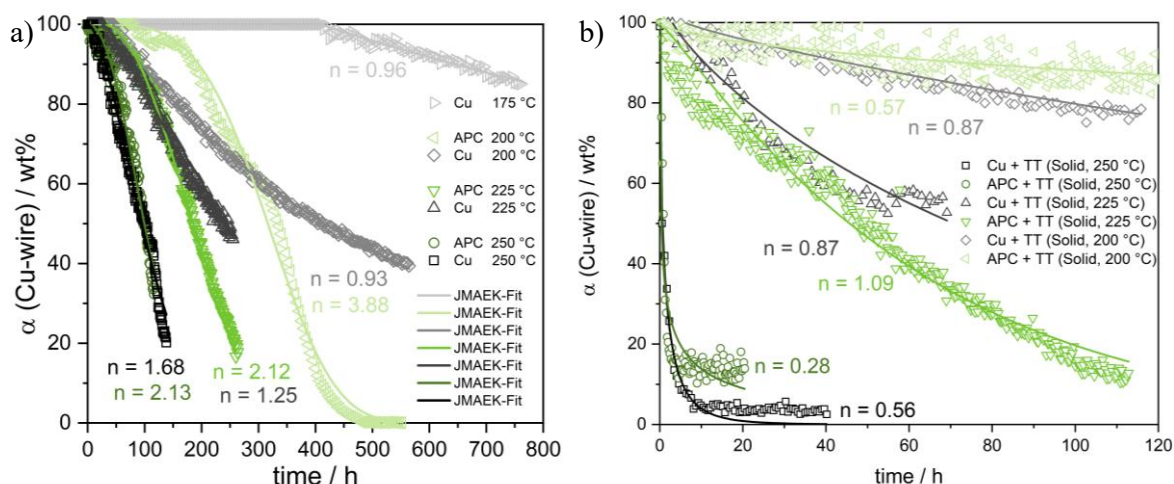 a)
α (Cu-wire) / wt%
100
80
60
40
20
0
0 100 200 300 400 500 600 700 800
time / h
n = 0.96
Cu 175 °C
APC 200 °C
Cu 200 °C
APC 225 °C
Cu 225 °C
APC 250 °C
Cu 250 °C
n = 0.93
n = 3.88
JMAEK-Fit
JMAEK-Fit
JMAEK-Fit
JMAEK-Fit
JMAEK-Fit
JMAEK-Fit
JMAEK-Fit
n = 1.68
n = 2.12
n = 2.13
n = 1.25
b)
α (Cu-wire) / wt%
100
80
60
40
20
0
0 20 40 60 80 100 120
time / h
n = 0.57
n = 0.87
Cu + TT (Solid, 250 °C)
APC + TT (Solid, 250 °C)
Cu + TT (Solid, 225 °C)
APC + TT (Solid, 225 °C)
Cu + TT (Solid, 200 °C)
APC + TT (Solid, 200 °C)
n = 0.87
n = 1.09
n = 0.28
n = 0.56